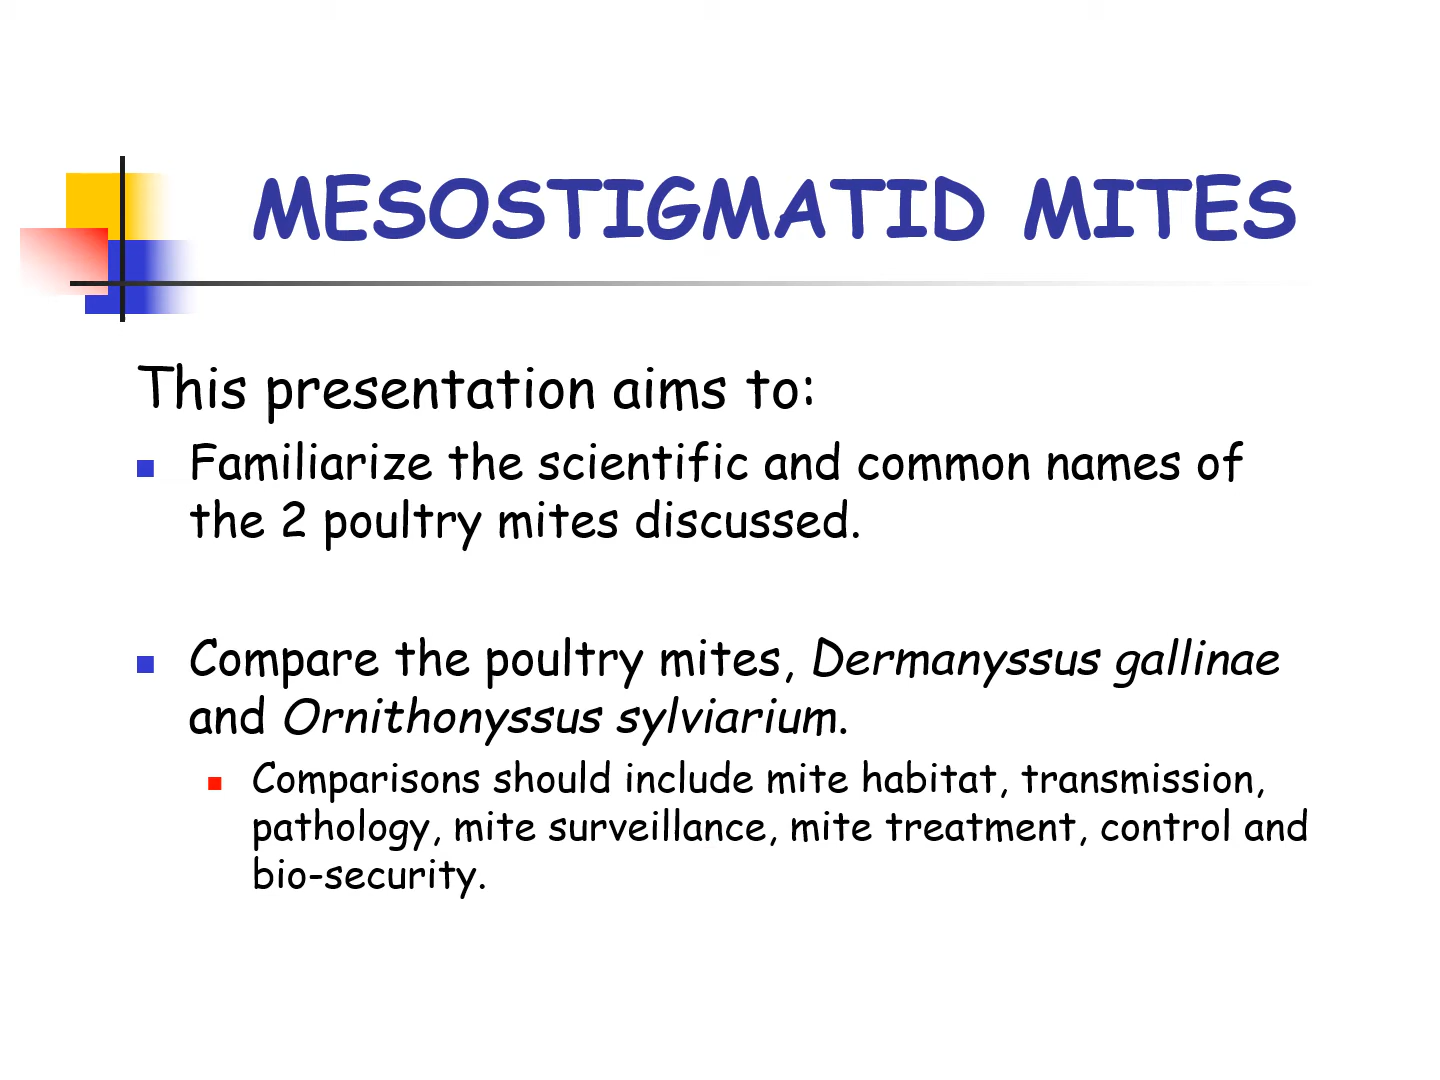 MESOSTIGMATID MITES
This presentation aims to:
Familiarize the scientific and common names of
the 2 poultry mites discussed.
Compare the poultry mites, Dermanyssus gallinae
and Ornithonyssus sylviarium.
Comparisons should include mite habitat, transmission,
pathology, mite surveillance, mite treatment, control and
bio-security.